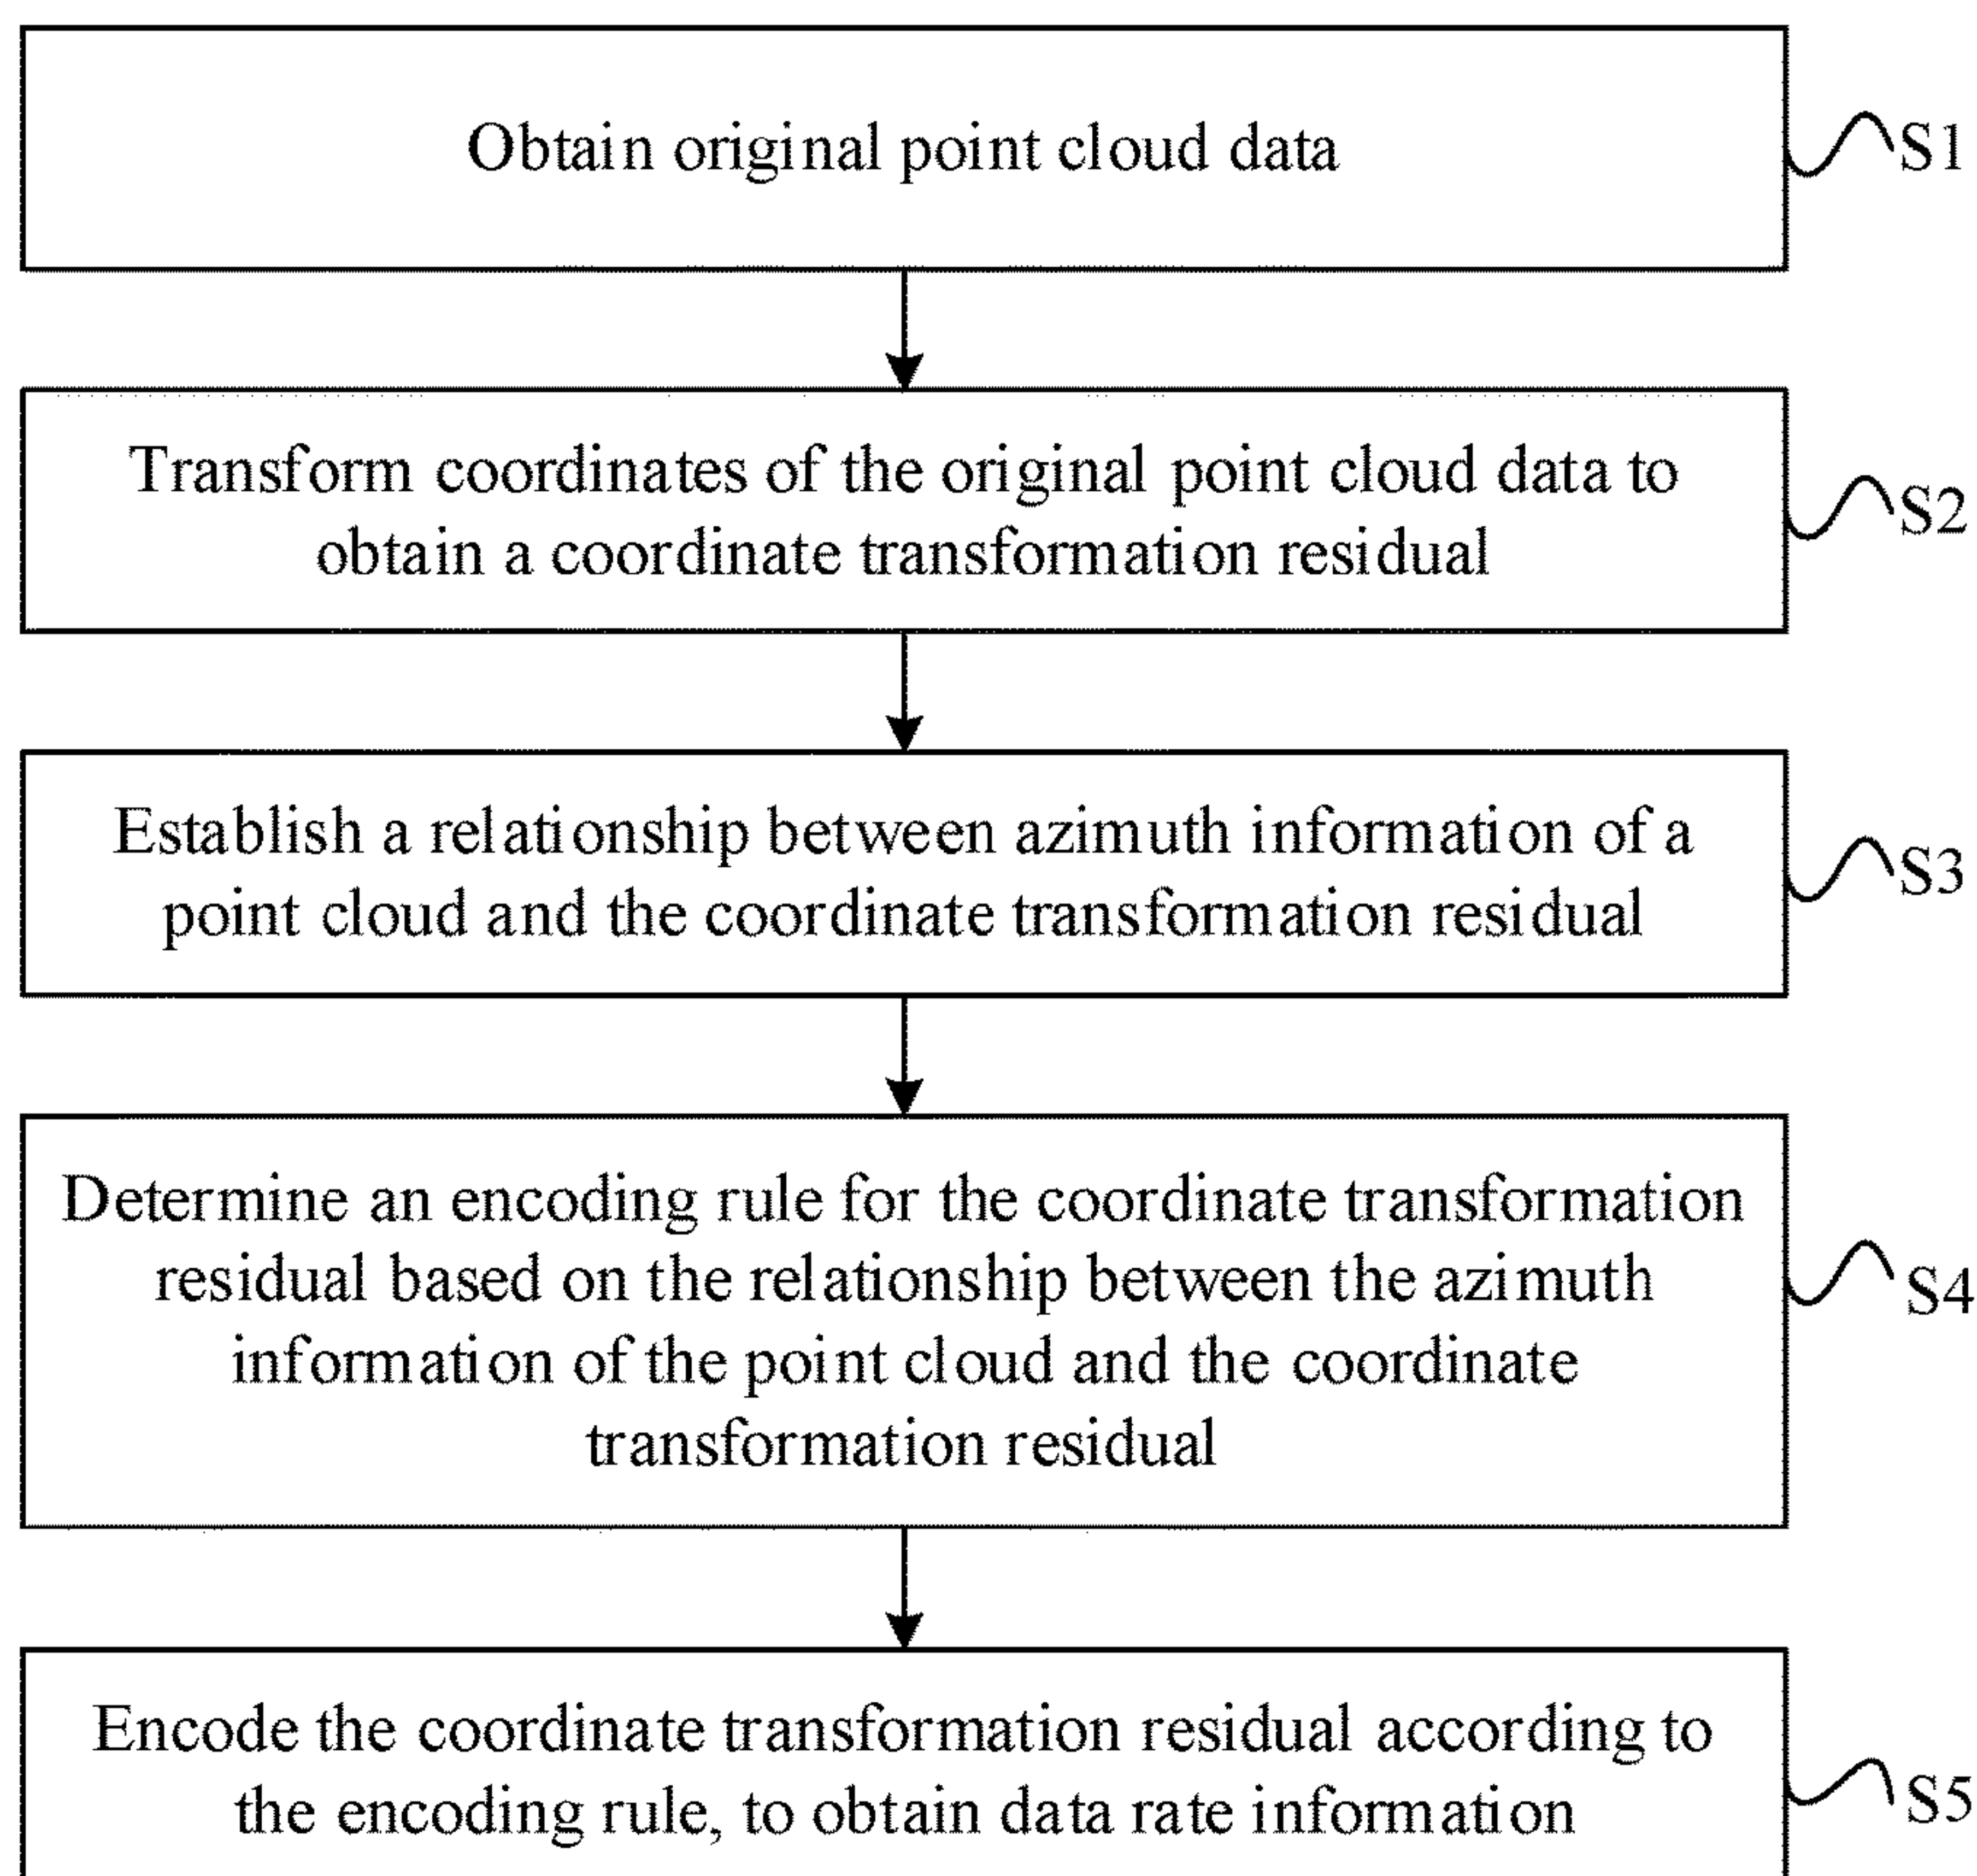 Obtain original point cloud data
S1
Transform coordinates of the original point cloud data to
obtain a coordinate transformation residual
S2
Establish a relationship between azimuth information of a
point cloud and the coordinate transformation residual
S3
Determine an encoding rule for the coordinate transformation
residual based on the relationship between the azimuth
information of the point cloud and the coordinate
transformation residual
S4
Encode the coordinate transformation residual according to
the encoding rule, to obtain data rate information
S5